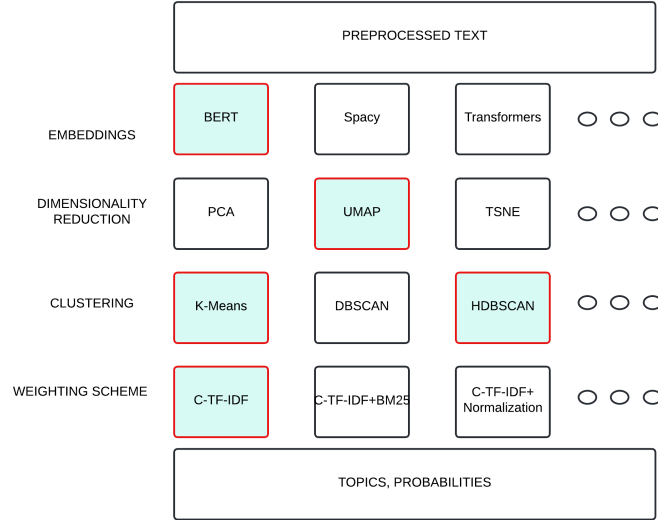 PREPROCESSED TEXT
EMBEDDINGS
BERT
Spacy
Transformers
DIMENSIONALITY
REDUCTION
PCA
UMAP
TSNE
CLUSTERING
K-Means
DBSCAN
HDBSCAN
WEIGHTING SCHEME
C-TF-IDF
C-TF-IDF+BM25
C-TF-IDF+
Normalization
TOPICS, PROBABILITIES